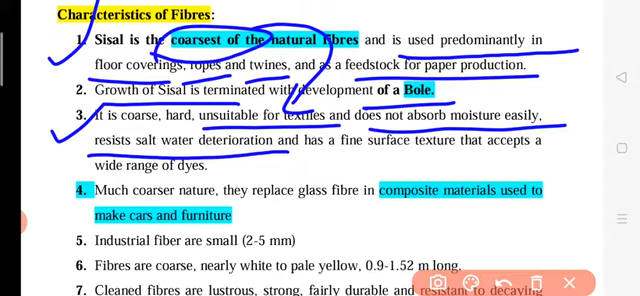 Characteristics of Fibres:
1. Sisal is the coarsest of the natural Fibres and is used predominantly in
floor coverings, ropes and twines, and as a feedstock for paper production.
2. Growth of Sisal is terminated with development of a Bole.
3. It is coarse, hard, unsuitable for textiles and does not absorb moisture easily,
resists salt water deterioration and has a fine surface texture that accepts a
wide range of dyes.
4. Much coarser nature, they replace glass fibre in composite materials used to
make cars and furniture
5. Industrial fiber are small (2-5 mm)
6. Fibres are coarse, nearly white to pale yellow, 0.9-1.52 m long.
7. Cleaned fibres are lustrous, strong, fairly durable and resistant to decaying